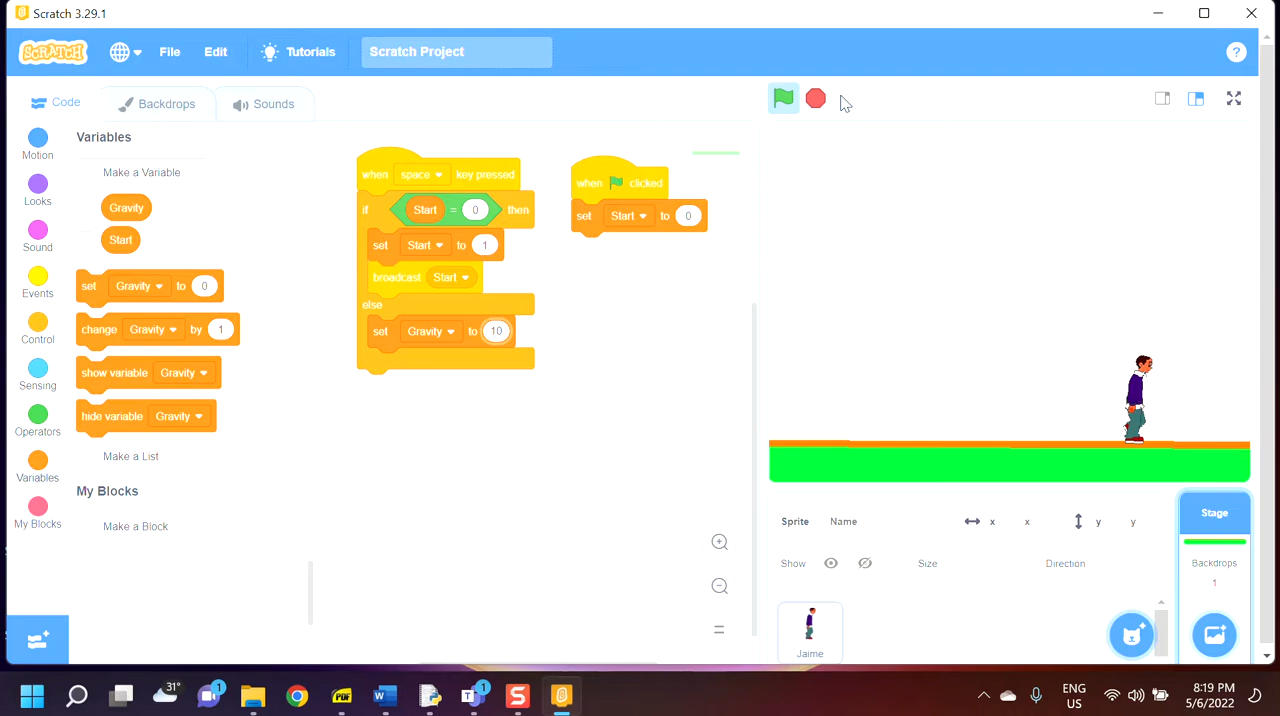 Scratch 3.29.1
SCRATCH File Edit Tutorials Scratch Project ?
Code Backdrops Sounds
Motion
Looks
Sound
Events
Control
Sensing
Operators
Variables
My Blocks
Variables
Make a Variable
Gravity
Start
set Gravity to 0
change Gravity by 1
show variable Gravity
hide variable Gravity
Make a List
My Blocks
Make a Block
when space key pressed
if Start = 0 then
set Start to 1
broadcast Start
else
set Gravity to 10
when clicked
set Start to 0
Sprite Name x x y y
Show Size Direction
Jaime
Stage
Backdrops
1
31° 1 PDF W T 1 S
ENG
US
8:19 PM
5/6/2022